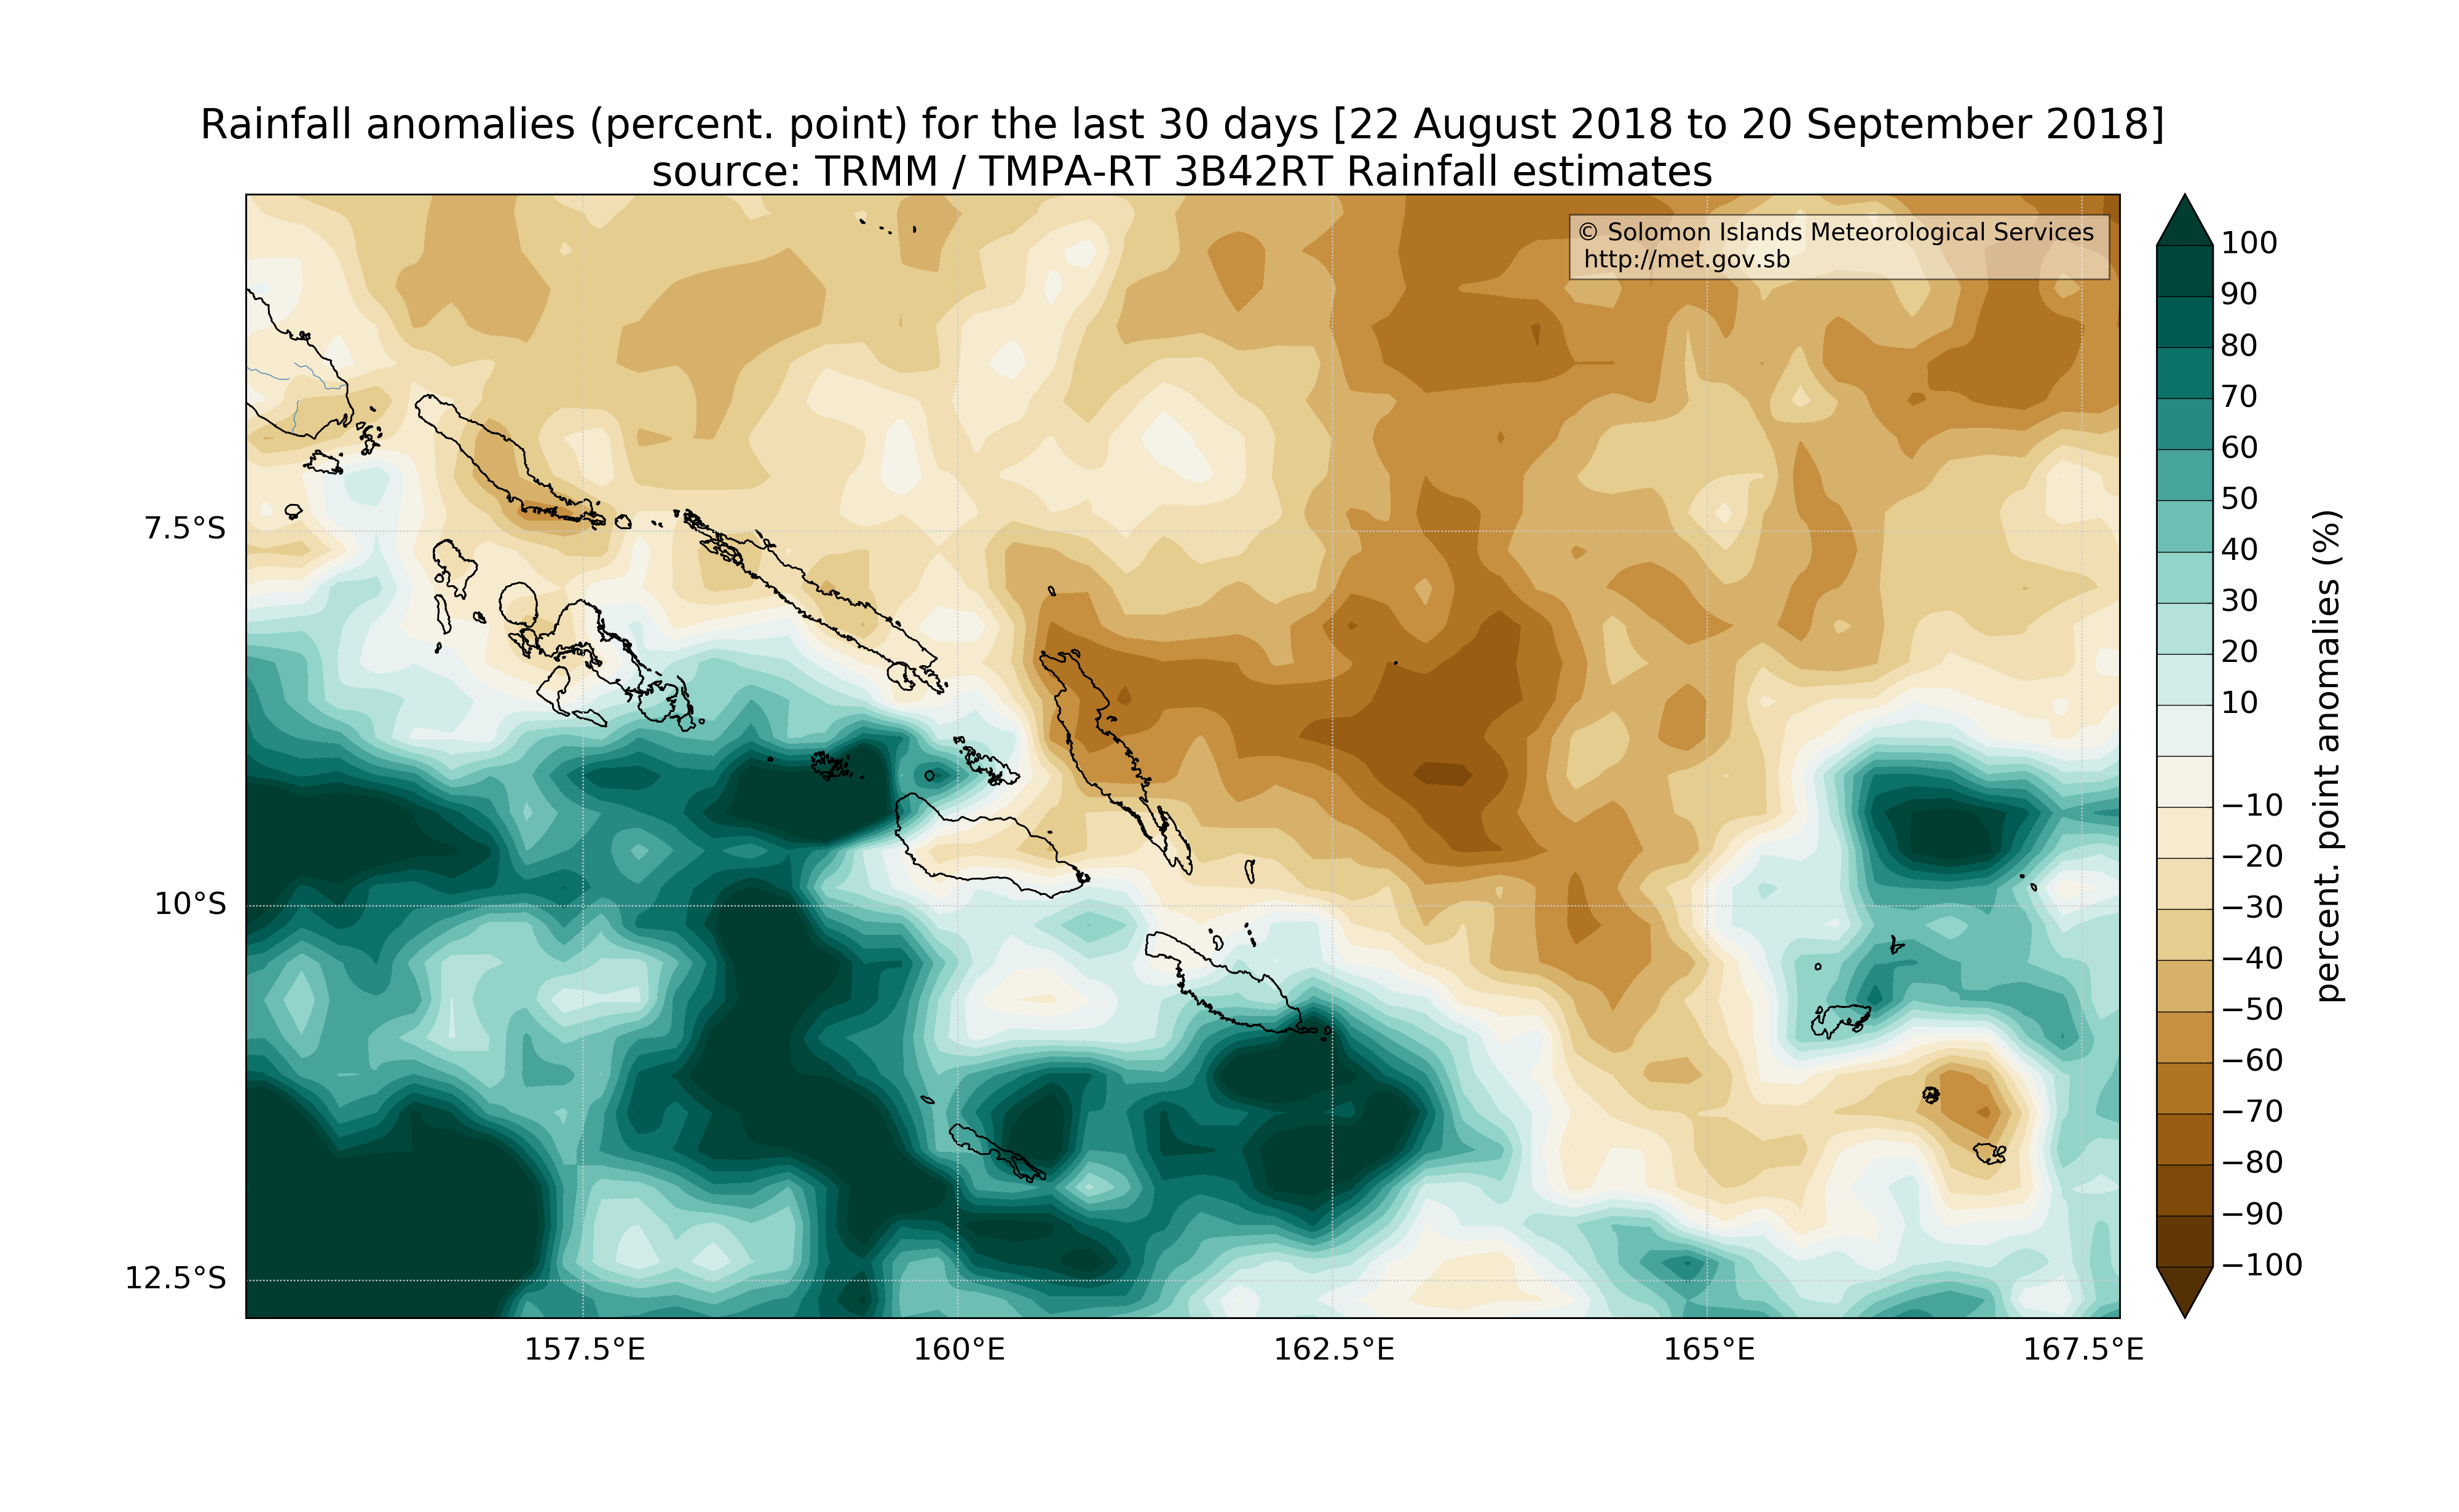 Rainfall anomalies (percent. point) for the last 30 days [22 August 2018 to 20 September 2018]
source: TRMM / TMPA-RT 3B42RT Rainfall estimates
© Solomon Islands Meteorological Services
http://met.gov.sb
7.5°S
10°S
12.5°S
157.5°E
160°E
162.5°E
165°E
167.5°E
100
90
80
70
60
50
40
30
20
10
−10
−20
−30
−40
−50
−60
−70
−80
−90
−100
percent. point anomalies (%)